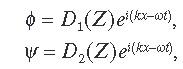 ϕ = D₁(Z)e^{i(kx−ωt)},
ψ = D₂(Z)e^{i(kx−ωt)},